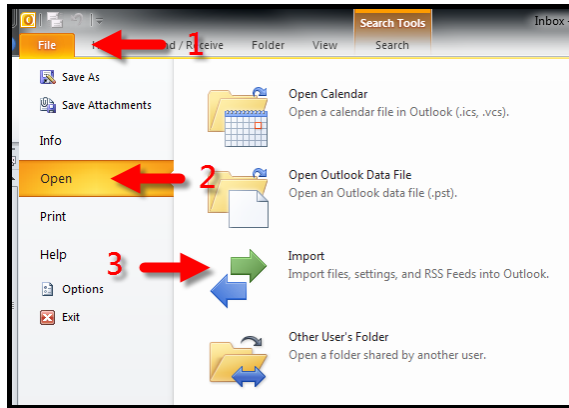 Search Tools
Inbox -
File 1 d / Receive Folder View Search
Save As
Save Attachments
Info
Open 2
Print
Help
Options
Exit
Open Calendar
Open a calendar file in Outlook (.ics, .vcs).
Open Outlook Data File
Open an Outlook data file (.pst).
3
Import
Import files, settings, and RSS Feeds into Outlook.
Other User's Folder
Open a folder shared by another user.